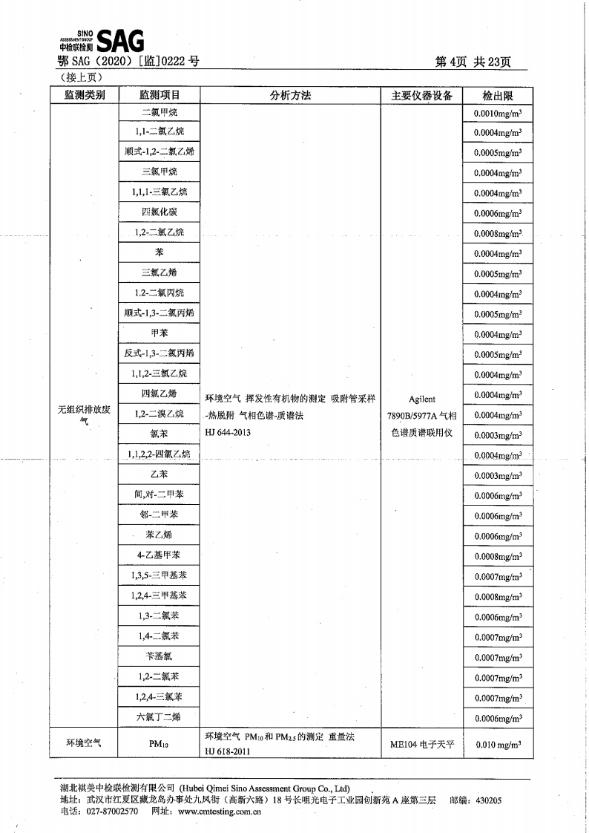 SINO
ASSESSMENT GROUP
中检联检测 SAG
鄂 SAG（2020）[监]0222 号 第 4页 共 23页
（接上页）
监测类别 监测项目 分析方法 主要仪器设备 检出限
二氯甲烷 0.0010mg/m³
1,1-二氯乙烷 0.0004mg/m³
顺式-1,2-二氯乙烯 0.0005mg/m³
三氯甲烷 0.0004mg/m³
1,1,1-三氯乙烷 0.0004mg/m³
四氯化碳 0.0006mg/m³
1,2-二氯乙烷 0.0008mg/m³
苯 0.0004mg/m³
三氯乙烯 0.0005mg/m³
1.2-二氯丙烷 0.0004mg/m³
顺式-1,3-二氯丙烯 0.0005mg/m³
甲苯 0.0004mg/m³
反式-1,3-二氯丙烯 0.0005mg/m³
1,1,2-三氯乙烷 0.0004mg/m³
四氯乙烯 环境空气 挥发性有机物的测定 吸附管采样 Agilent 0.0004mg/m³
无组织排放废 1,2-二溴乙烷 -热脱附 气相色谱-质谱法 7890B/5977A 气相 0.0004mg/m³
气 氯苯 HJ 644-2013 色谱质谱联用仪 0.0003mg/m³
1,1,2,2-四氯乙烷 0.0004mg/m³
乙苯 0.0003mg/m³
间,对-二甲苯 0.0006mg/m³
邻-二甲苯 0.0006mg/m³
苯乙烯 0.0006mg/m³
4-乙基甲苯 0.0008mg/m³
1,3,5-三甲基苯 0.0007mg/m³
1,2,4-三甲基苯 0.0008mg/m³
1,3-二氯苯 0.0006mg/m³
1,4-二氯苯 0.0007mg/m³
苄基氯 0.0007mg/m³
1,2-二氯苯 0.0007mg/m³
1,2,4-三氯苯 0.0007mg/m³
六氯丁二烯 0.0006mg/m³
环境空气 PM₁₀ 环境空气 PM₁₀ 和 PM₂.₅ 的测定 重量法 ME104 电子天平 0.010 mg/m³
HJ 618-2011
湖北祺美中检联检测有限公司 (Hubei Qimei Sino Assessment Group Co., Ltd)
地址：武汉市江夏区藏龙岛办事处九凤街（高新六路）18 号长咀光电子工业园创新苑 A 座第三层 邮编：430205
电话：027-87002570 网址：www.cmtesting.com.cn